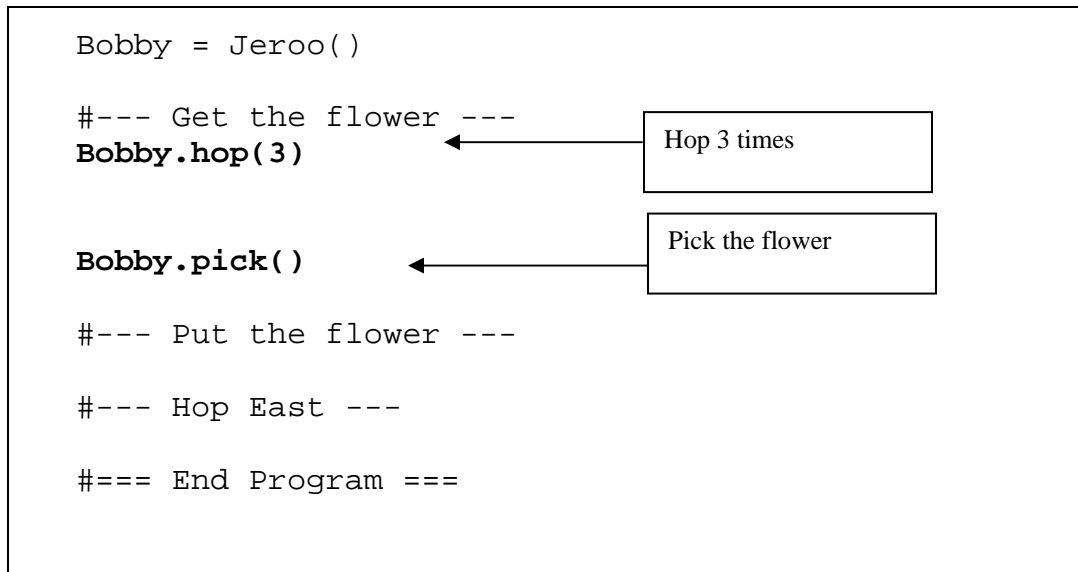 Bobby = Jeroo()
#--- Get the flower ---
Bobby.hop(3)
Hop 3 times
Bobby.pick()
Pick the flower
#--- Put the flower ---
#--- Hop East ---
#=== End Program ===